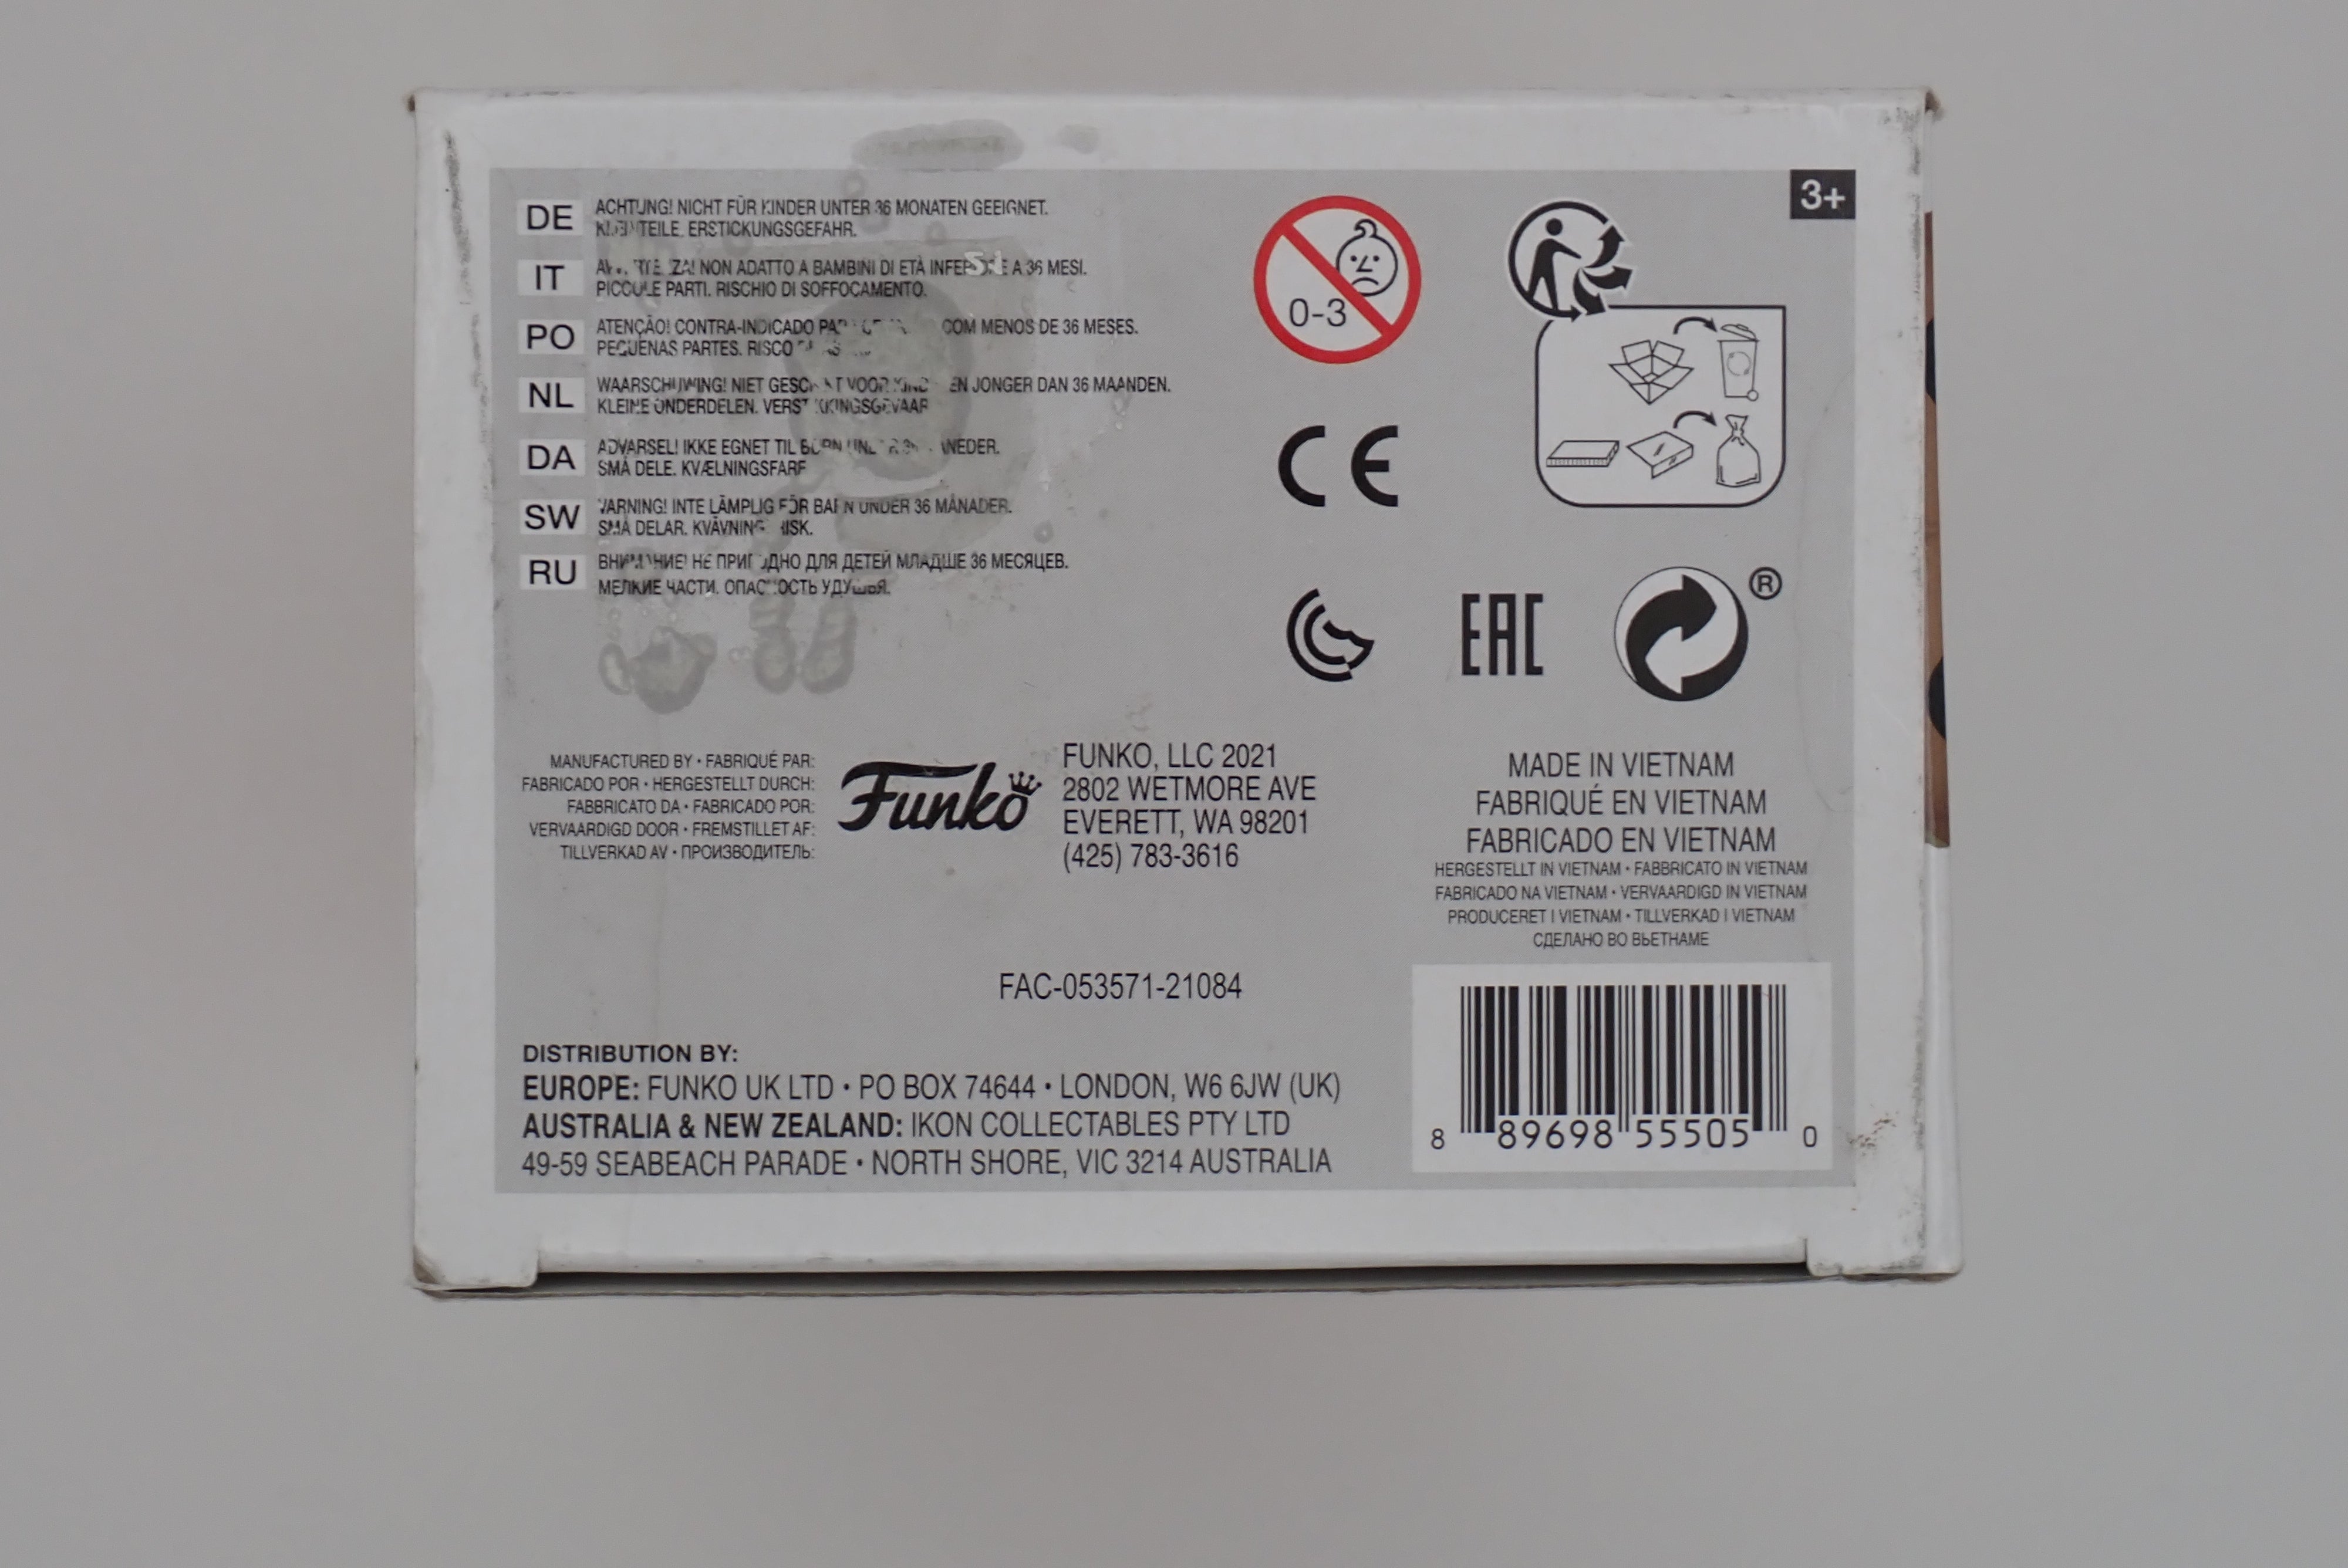 3+
DE ACHTUNG! NICHT FÜR KINDER UNTER 36 MONATEN GEEIGNET.
ERSTICKUNGSGEFAHR.
IT NON ADATTO A BAMBINI DI ETÀ A 36 MESI.
PICCOLE PARTI. RISCHIO DI SOFFOCAMENTO.
PO ATENÇÃO! CONTRA-INDICADO COM MENOS DE 36 MESES.
PEQUENAS PARTES. RISCO
NL WAARSCHUWING! NIET VOOR JONGER DAN 36 MAANDEN.
KLEINE ONDERDELEN.
DA ADVARSEL! IKKE EGNET TIL
SMÅ DELE.
SW VARNING! INTE LÄMPLIG FÖR UNDER 36 MÅNADER.
SMÅ DELAR.
RU НЕ ДЛЯ ДЕТЕЙ МЛАДШЕ 36 МЕСЯЦЕВ.
МЕЛКИЕ ЧАСТИ.
0-3
CE
EAC
®
MANUFACTURED BY • FABRIQUÉ PAR:
FABRICADO POR • HERGESTELLT DURCH:
FABBRICATO DA • FABRICADO POR:
VERVAARDIGD DOOR • FREMSTILLET AF:
TILLVERKAD AV • ПРОИЗВОДИТЕЛЬ:
Funko
FUNKO, LLC 2021
2802 WETMORE AVE
EVERETT, WA 98201
(425) 783-3616
MADE IN VIETNAM
FABRIQUÉ EN VIETNAM
FABRICADO EN VIETNAM
HERGESTELLT IN VIETNAM • FABBRICATO IN VIETNAM
FABRICADO NA VIETNAM • VERVAARDIGD IN VIETNAM
PRODUCERET I VIETNAM • TILLVERKAD I VIETNAM
СДЕЛАНО ВО ВЬЕТНАМЕ
FAC-053571-21084
DISTRIBUTION BY:
EUROPE: FUNKO UK LTD • PO BOX 74644 • LONDON, W6 6JW (UK)
AUSTRALIA & NEW ZEALAND: IKON COLLECTABLES PTY LTD
49-59 SEABEACH PARADE • NORTH SHORE, VIC 3214 AUSTRALIA
8 89698 55505 0